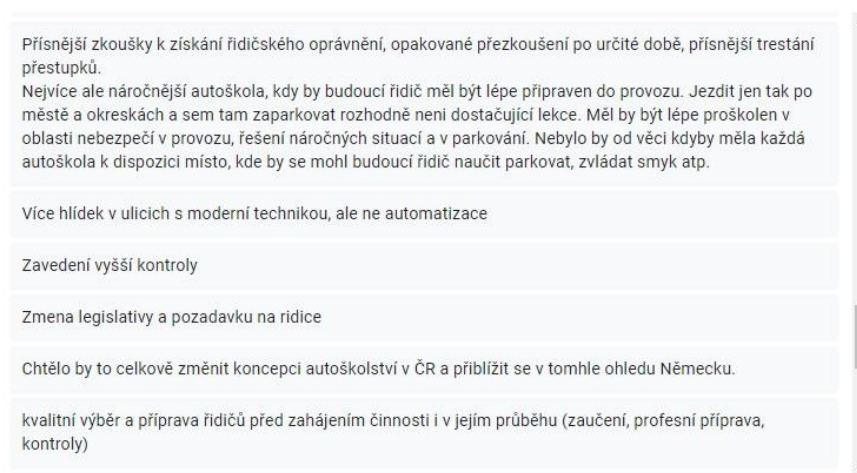 Přísnější zkoušky k získání řidičského oprávnění, opakované přezkoušení po určité době, přísnější trestání
přestupků.
Nejvíce ale náročnější autoškola, kdy by budoucí řidič měl být lépe připraven do provozu. Jezdit jen tak po
městě a okreskách a sem tam zaparkovat rozhodně neni dostačující lekce. Měl by být lépe proškolen v
oblasti nebezpečí v provozu, řešení náročných situací a v parkování. Nebylo by od věci kdyby měla každá
autoškola k dispozici místo, kde by se mohl budoucí řidič naučit parkovat, zvládat smyk atp.
Více hlídek v ulicich s moderní technikou, ale ne automatizace
Zavedení vyšší kontroly
Zmena legislativy a pozadavku na ridice
Chtělo by to celkově změnit koncepci autoškolství v ČR a přiblížit se v tomhle ohledu Německu.
kvalitní výběr a příprava řidičů před zahájením činnosti i v jejím průběhu (zaučení, profesní příprava,
kontroly)